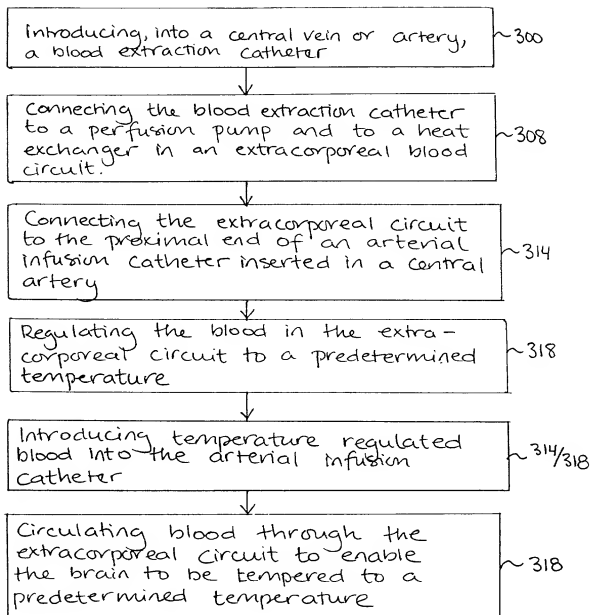 Introducing, into a central vein or artery,
a blood extraction catheter
300
Connecting the blood extraction catheter
to a perfusion pump and to a heat
exchanger in an extracorporeal blood
circuit.
308
Connecting the extracorporeal circuit
to the proximal end of an arterial
infusion catheter inserted in a central
artery
314
Regulating the blood in the extra-
corporeal circuit to a predetermined
temperature
318
Introducing temperature regulated
blood into the arterial infusion
catheter
314/318
Circulating blood through the
extracorporeal circuit to enable
the brain to be tempered to a
predetermined temperature
318